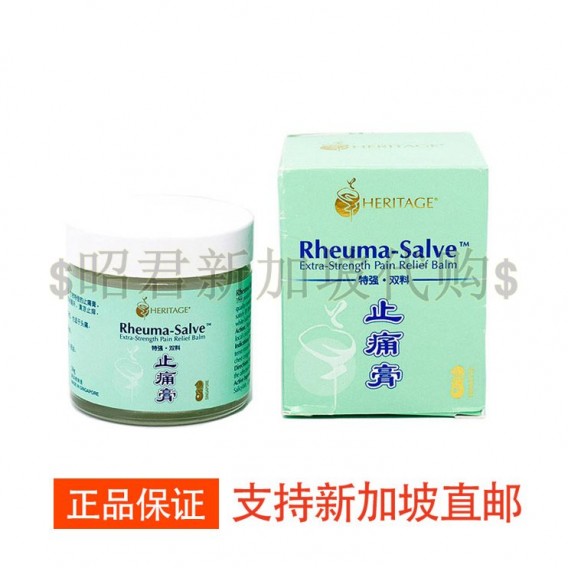 HERITAGE®
Rheuma-Salve™
Extra-Strength Pain Relief Balm
特强·双料
止痛膏
HERITAGE®
Rheuma-Salve™
Extra-Strength Pain Relief Balm
特强·双料
止痛膏
$昭君新加坡代购$
正品保证
支持新加坡直邮